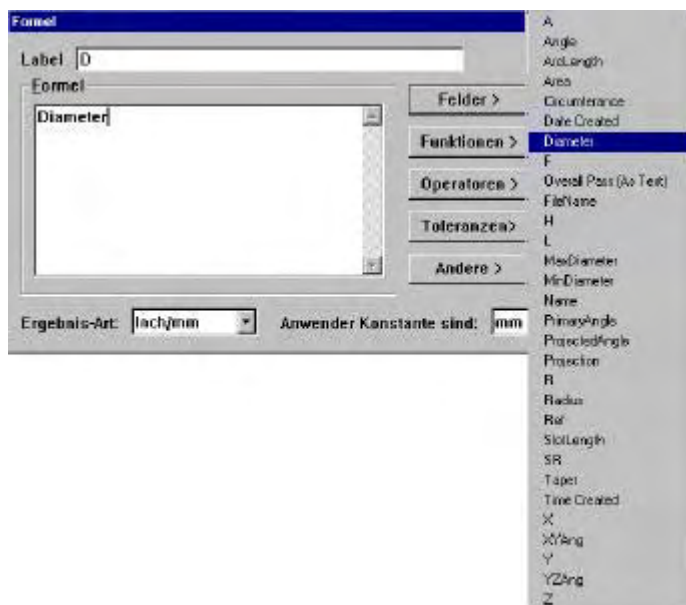 Formel
Label D
Formel
Diameter
Felder >
Funktionen >
Operatoren >
Toleranzen>
Andere >
Ergebnis-Art: Inch/mm
Anwender Konstante sind: mm
A
Angle
ArcLength
Area
Circumferance
Date Created
Diameter
F
Overall Pass (As Text)
FileName
H
L
MaxDiameter
MinDiameter
Name
PrimaryAngle
ProjectedAngle
Projection
R
Radius
Ref
SlotLength
SR
Taper
Time Created
X
XYAng
Y
YZAng
Z